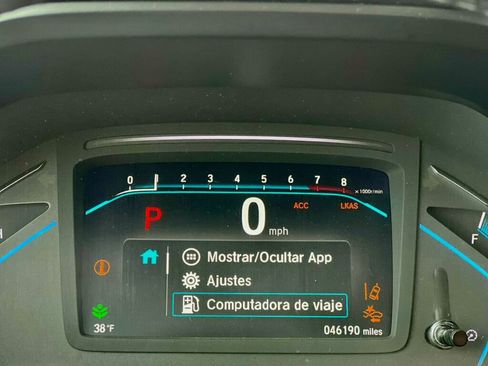 0 1 2 3 4 5 6 7 8 x1000r/min
P 0 mph ACC LKAS
Mostrar/Ocultar App
Ajustes
Computadora de viaje
38°F 046190 miles
H F